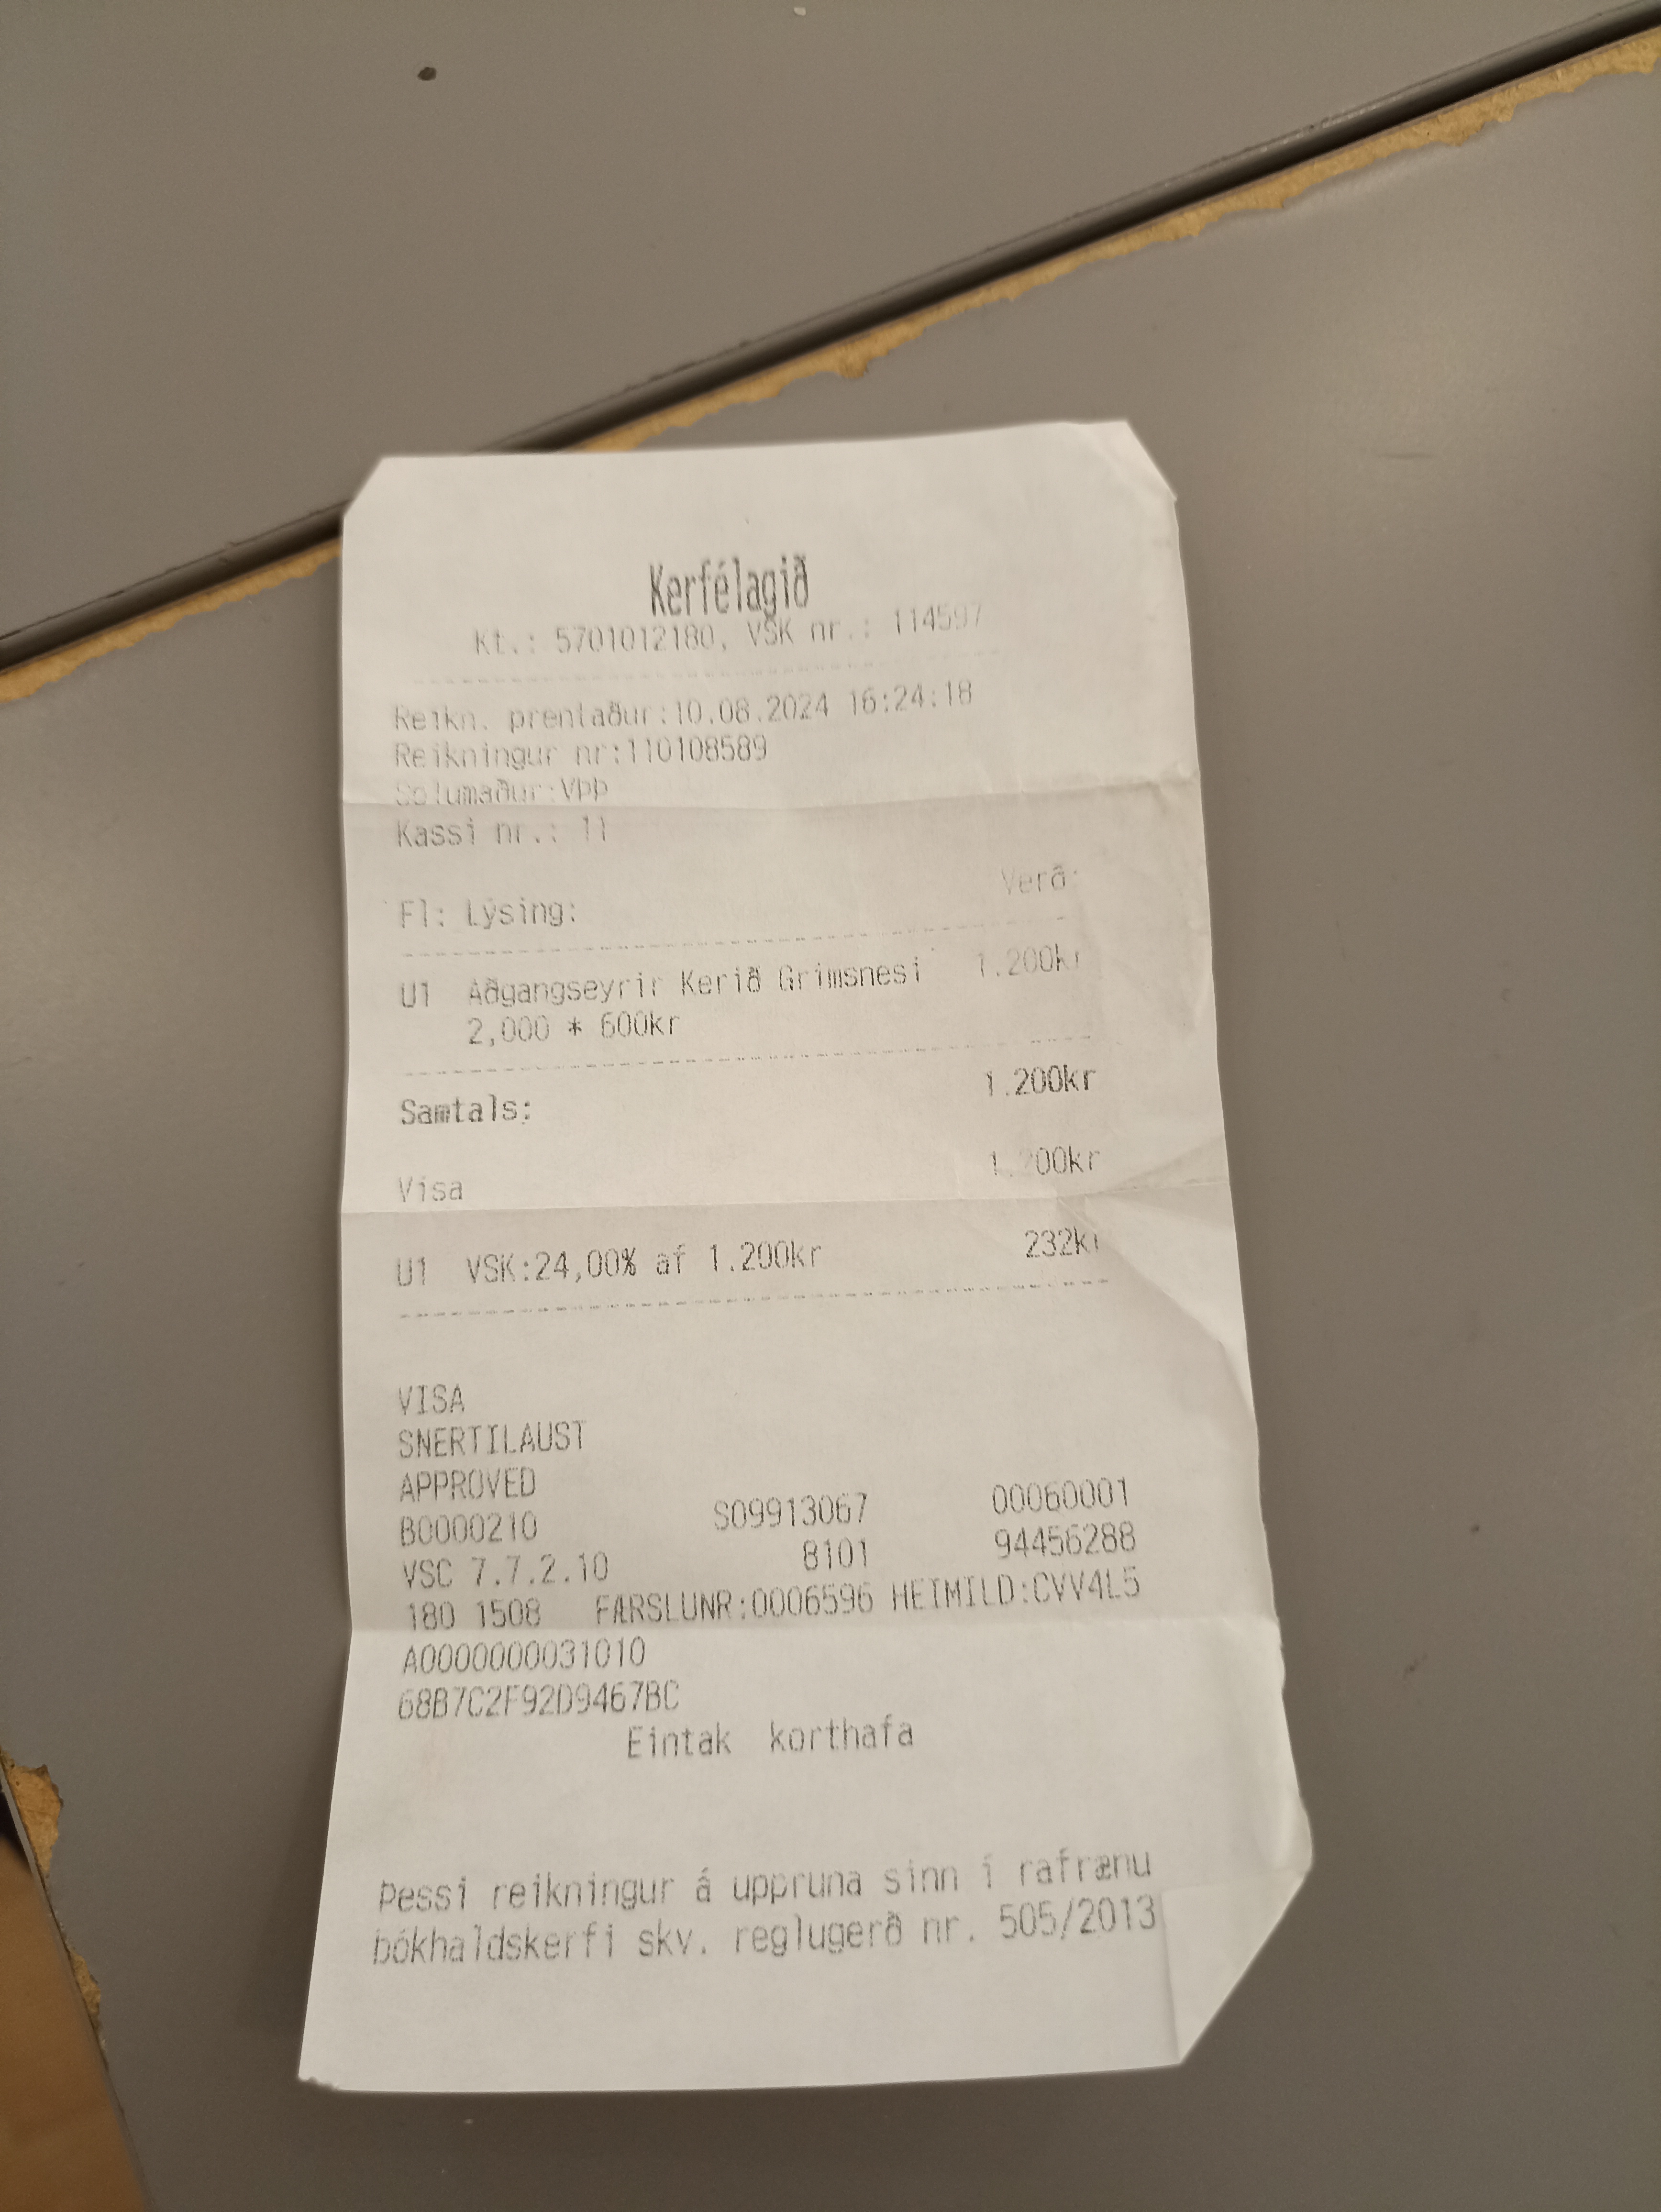 Kerfélagið
Kt.: 5701012180, VSK nr.: 114597
Reikn. prentaður:10.08.2024 16:24:18
Reikningur nr:110108589
Solumaður:VÞÞ
Kassi nr.: 11
Fl: Lýsing: Verð:
U1 Aðgangseyrir Kerið Grimsnesi 1.200kr
2,000 * 600kr
Samtals: 1.200kr
Visa 1.200kr
U1 VSK:24,00% af 1.200kr 232kr
VISA
SNERTILAUST
APPROVED
B0000210 S09913067 00060001
VSC 7.7.2.10 8101 94456288
180 1508 FÆRSLUNR:0006596 HEIMILD:CVV4L5
A0000000031010
68B7C2F92D9467BC
Eintak korthafa
Þessi reikningur á uppruna sinn í rafrænu
bókhaldskerfi skv. reglugerð nr. 505/2013